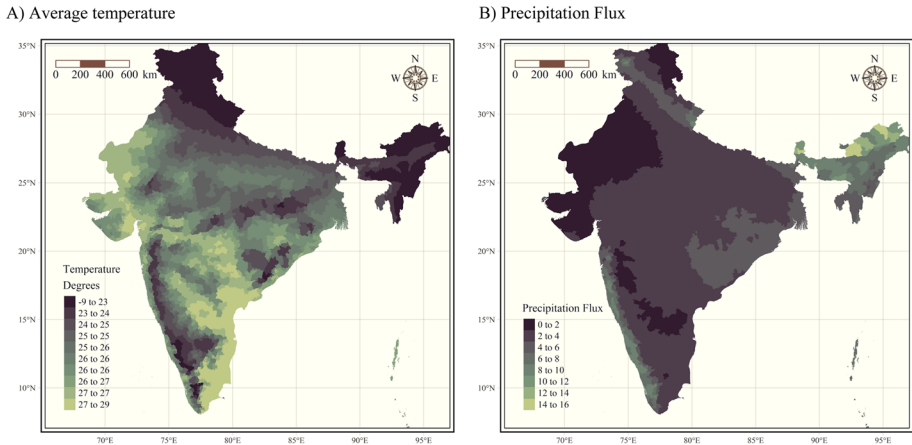 A) Average temperature
B) Precipitation Flux
35°N
30°N
25°N
20°N
15°N
10°N
0 200 400 600 km
N
W E
S
Temperature
Degrees
-9 to 23
23 to 24
24 to 25
25 to 25
25 to 26
26 to 26
26 to 26
26 to 27
27 to 27
27 to 29
70°E 75°E 80°E 85°E 90°E 95°E
35°N
30°N
25°N
20°N
15°N
10°N
0 200 400 600 km
N
W E
S
Precipitation Flux
0 to 2
2 to 4
4 to 6
6 to 8
8 to 10
10 to 12
12 to 14
14 to 16
70°E 75°E 80°E 85°E 90°E 95°E